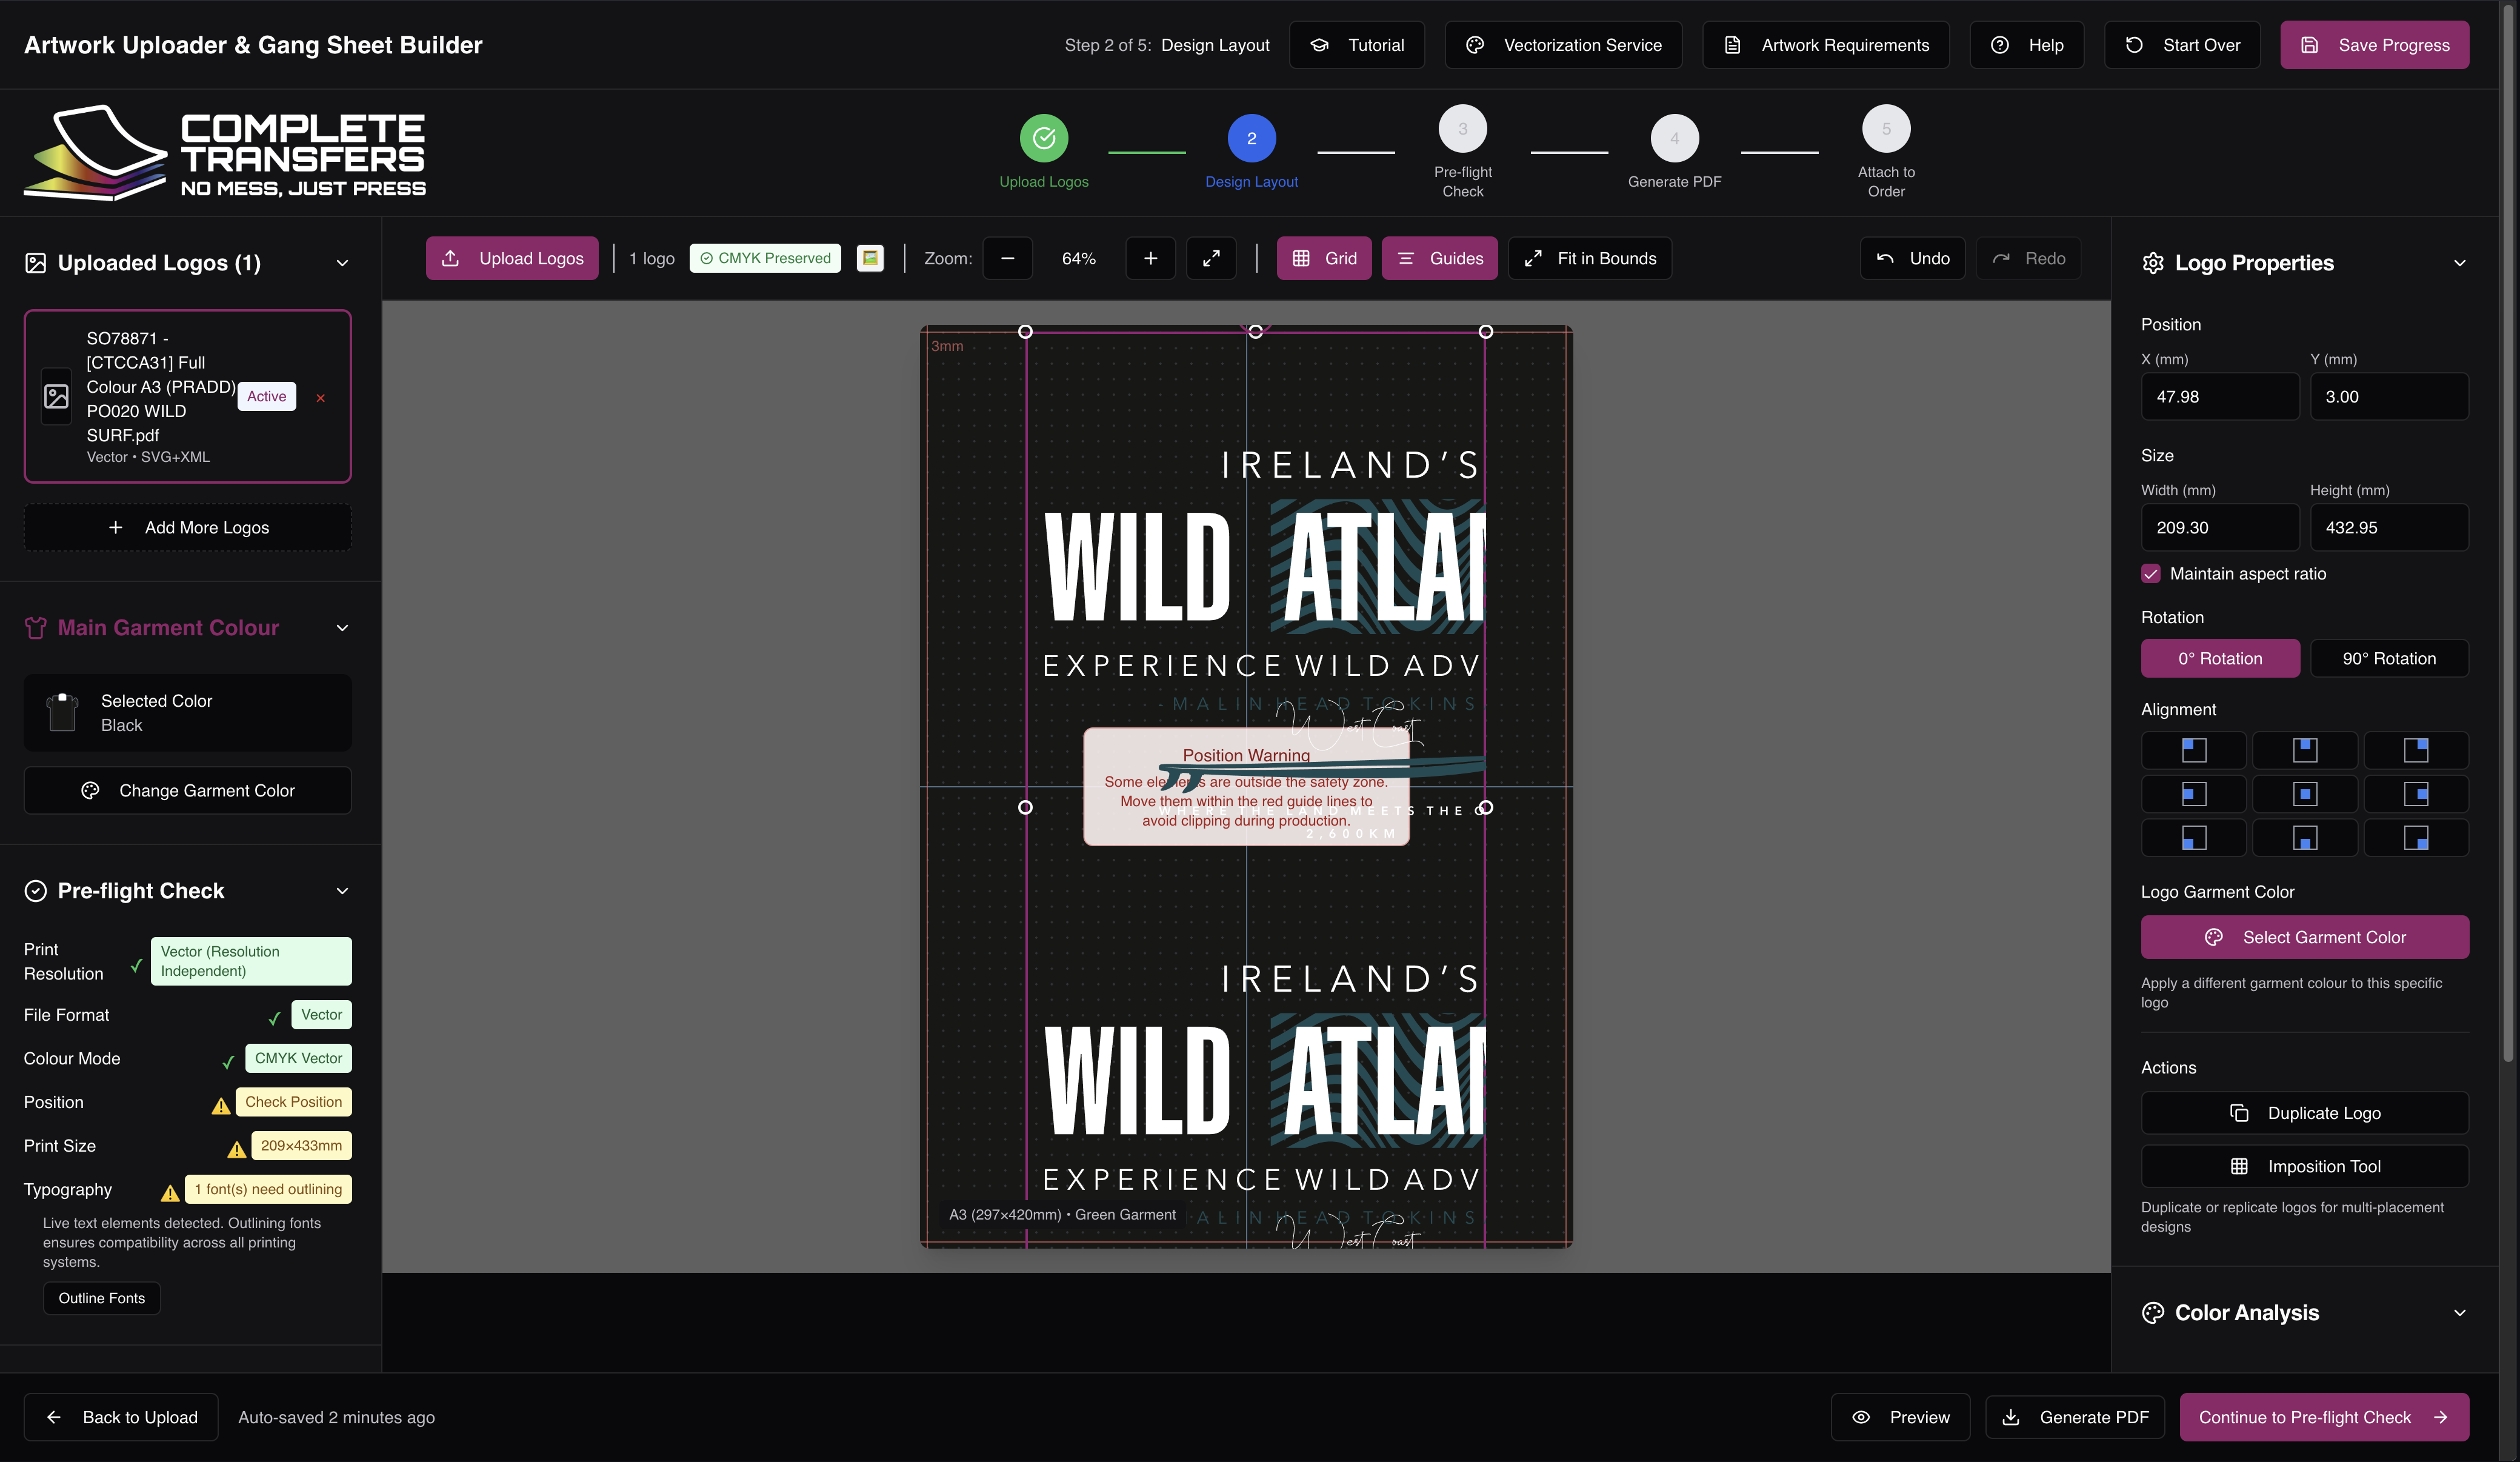 Artwork Uploader & Gang Sheet Builder
Step 2 of 5: Design Layout
Tutorial
Vectorization Service
Artwork Requirements
Help
Start Over
Save Progress
COMPLETE
TRANSFERS
NO MESS, JUST PRESS
Upload Logos
2
Design Layout
3
Pre-flight
Check
4
Generate PDF
5
Attach to
Order
Uploaded Logos (1)
SO78871 -
[CTCCA31] Full
Colour A3 (PRADD)
PO020 WILD
SURF.pdf
Vector • SVG+XML
Active
×
Add More Logos
Main Garment Colour
Selected Color
Black
Change Garment Color
Pre-flight Check
Print
Resolution
Vector (Resolution
Independent)
File Format
Vector
Colour Mode
CMYK Vector
Position
Check Position
Print Size
209×433mm
Typography
1 font(s) need outlining
Live text elements detected. Outlining fonts
ensures compatibility across all printing
systems.
Outline Fonts
Upload Logos
1 logo
CMYK Preserved
Zoom:
64%
Grid
Guides
Fit in Bounds
Undo
Redo
3mm
IRELAND'S
WILD ATLAN
EXPERIENCE WILD ADV
MALIN HEAD TO KINS
West Coast
Position Warning
Some elements are outside the safety zone.
Move them within the red guide lines to
avoid clipping during production.
WHERE THE LAND MEETS THE O
2,600KM
IRELAND'S
WILD ATLAN
EXPERIENCE WILD ADV
A3 (297×420mm) • Green Garment
ALIN HEAD TO KINS
West Coast
Logo Properties
Position
X (mm)
Y (mm)
47.98
3.00
Size
Width (mm)
Height (mm)
209.30
432.95
Maintain aspect ratio
Rotation
0° Rotation
90° Rotation
Alignment
Logo Garment Color
Select Garment Color
Apply a different garment colour to this specific
logo
Actions
Duplicate Logo
Imposition Tool
Duplicate or replicate logos for multi-placement
designs
Color Analysis
Back to Upload
Auto-saved 2 minutes ago
Preview
Generate PDF
Continue to Pre-flight Check